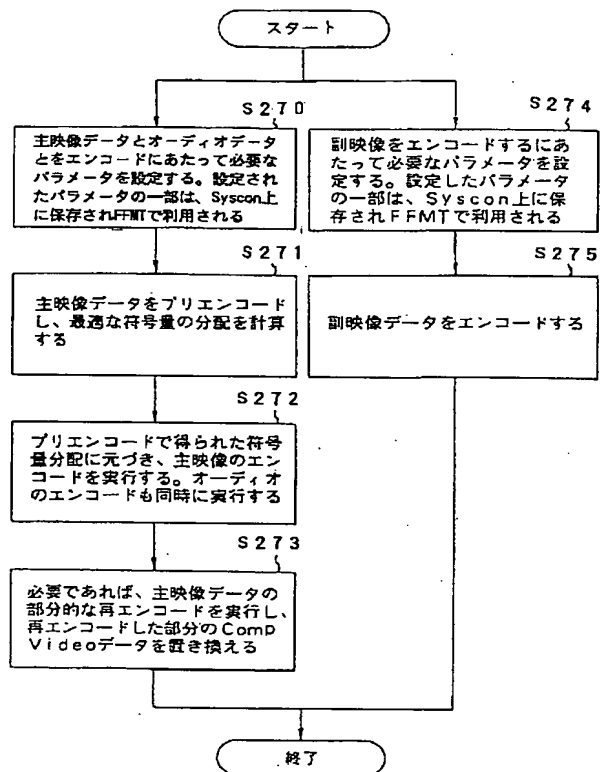 スタート
S270
主映像データとオーディオデータ
とをエンコードにあたって必要な
パラメータを設定する。設定され
たパラメータの一部は、Syscon上
に保存されFFMTで利用される
S271
主映像データをプリエンコード
し、最適な符号量の分配を計算
する
S272
プリエンコードで得られた符号
量分配に元づき、主映像のエン
コードを実行する。オーディオ
のエンコードも同時に実行する
S273
必要であれば、主映像データの
部分的な再エンコードを実行し、
再エンコードした部分のComp
Videoデータを置き換える
S274
副映像をエンコードするにあ
たって必要なパラメータを設
定する。設定したパラメータ
の一部は、Syscon上に保
存されFFMTで利用される
S275
副映像データをエンコードする
終了